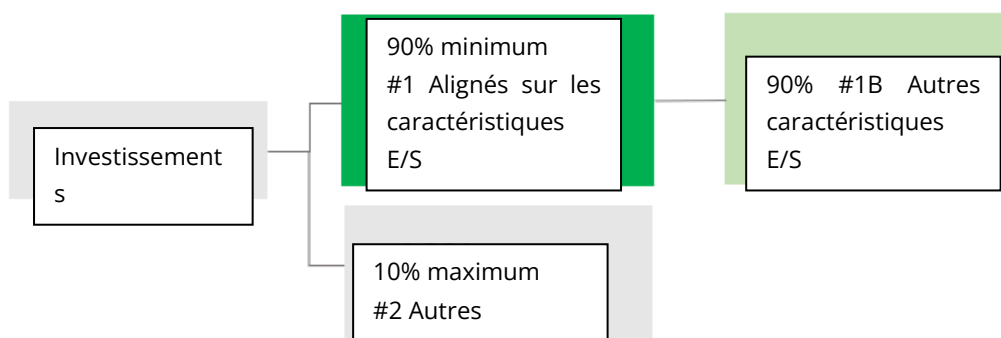 Investissement
s
90% minimum
#1 Alignés sur les
caractéristiques
E/S
90% #1B Autres
caractéristiques
E/S
10% maximum
#2 Autres